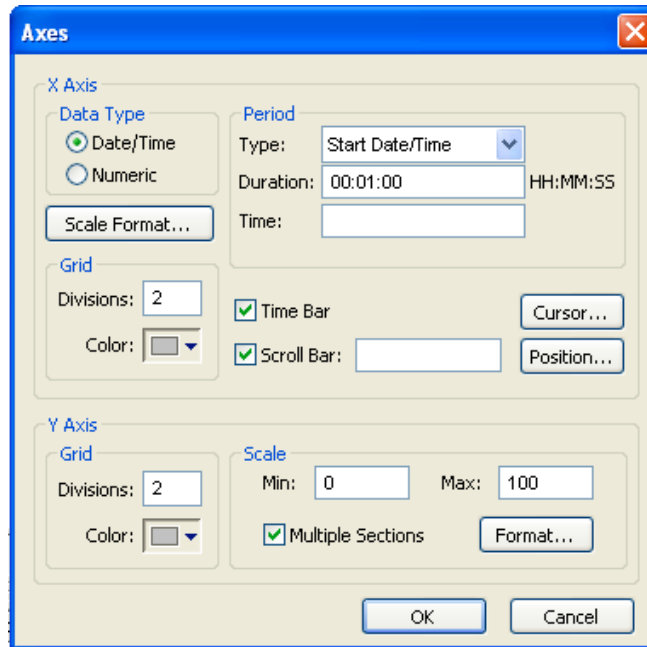 Axes
X Axis
Data Type
Date/Time
Numeric
Scale Format...
Period
Type: Start Date/Time
Duration: 00:01:00 HH:MM:SS
Time:
Grid
Divisions: 2
Color:
Time Bar
Cursor...
Scroll Bar:
Position...
Y Axis
Grid
Divisions: 2
Color:
Scale
Min: 0 Max: 100
Multiple Sections
Format...
OK Cancel